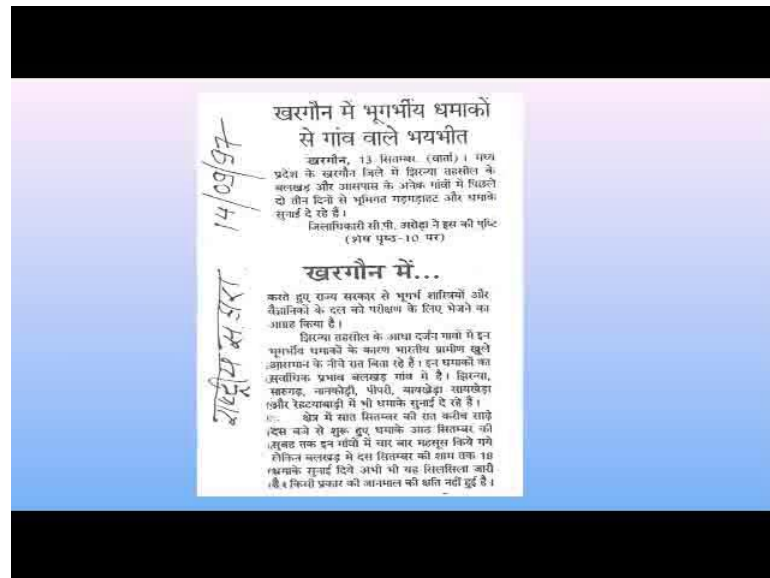 खरगौन में भूगर्भीय धमाकों
से गांव वाले भयभीत
खरगौन, 13 सितम्बर (वार्ता)। मध्य
प्रदेश के खरगौन जिले में झिरन्या तहसील के
बलखड़ और आसपास के अनेक गांवों में पिछले
दो तीन दिनों से भूमिगत गड़गड़ाहट और धमाके
सुनाई दे रहे हैं।
जिलाधिकारी सी.पी. अरोड़ा ने इस की पुष्टि
(शेष पृष्ठ-10 पर)
खरगौन में...
करते हुए राज्य सरकार से भूगर्भ शास्त्रियों और
वैज्ञानिकों के दल को परीक्षण के लिए भेजने का
आग्रह किया है।
झिरन्या तहसील के आधा दर्जन गांवों में इन
भूगर्भीय धमाकों के कारण भारतीय ग्रामीण खुले
आसमान के नीचे रात बिता रहे हैं। इन धमाकों का
सर्वाधिक प्रभाव बलखड़ गांव में है। झिरन्या,
नानकोड़ी, पीपरी, सायखेड़ा
और रेहटयाबाड़ी में भी धमाके सुनाई दे रहे हैं।
क्षेत्र में सात सितम्बर की रात करीब साढ़े
दस बजे से शुरू हुए धमाके आठ सितम्बर की
सुबह तक इन गांवों में चार बार महसूस किये गये
लेकिन बलखड़ में दस सितम्बर की शाम तक 18
धमाके सुनाई दिये अभी भी यह सिलसिला जारी
है। किसी प्रकार की जानमाल की क्षति नहीं हुई है।
राष्ट्रीय सहारा 14/09/97